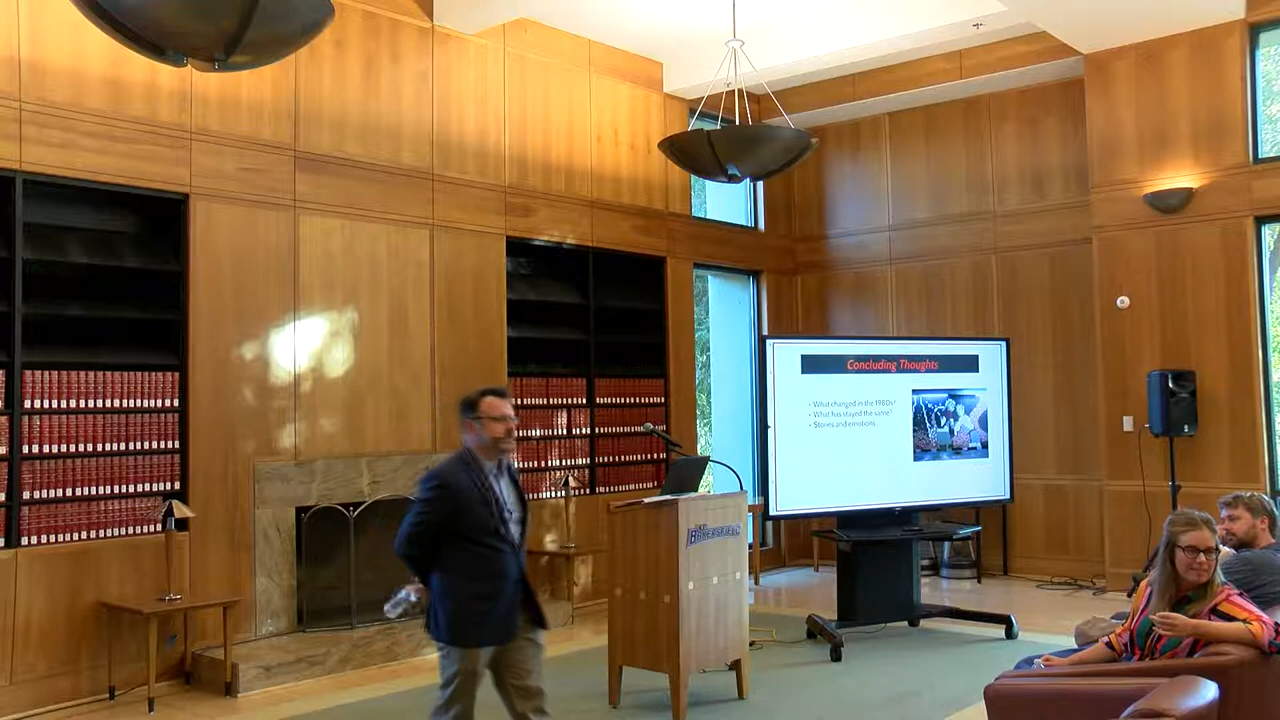 Concluding Thoughts
• What changed in the 1980s?
• What has stayed the same?
• Stories and emotions
BAKERSFIELD